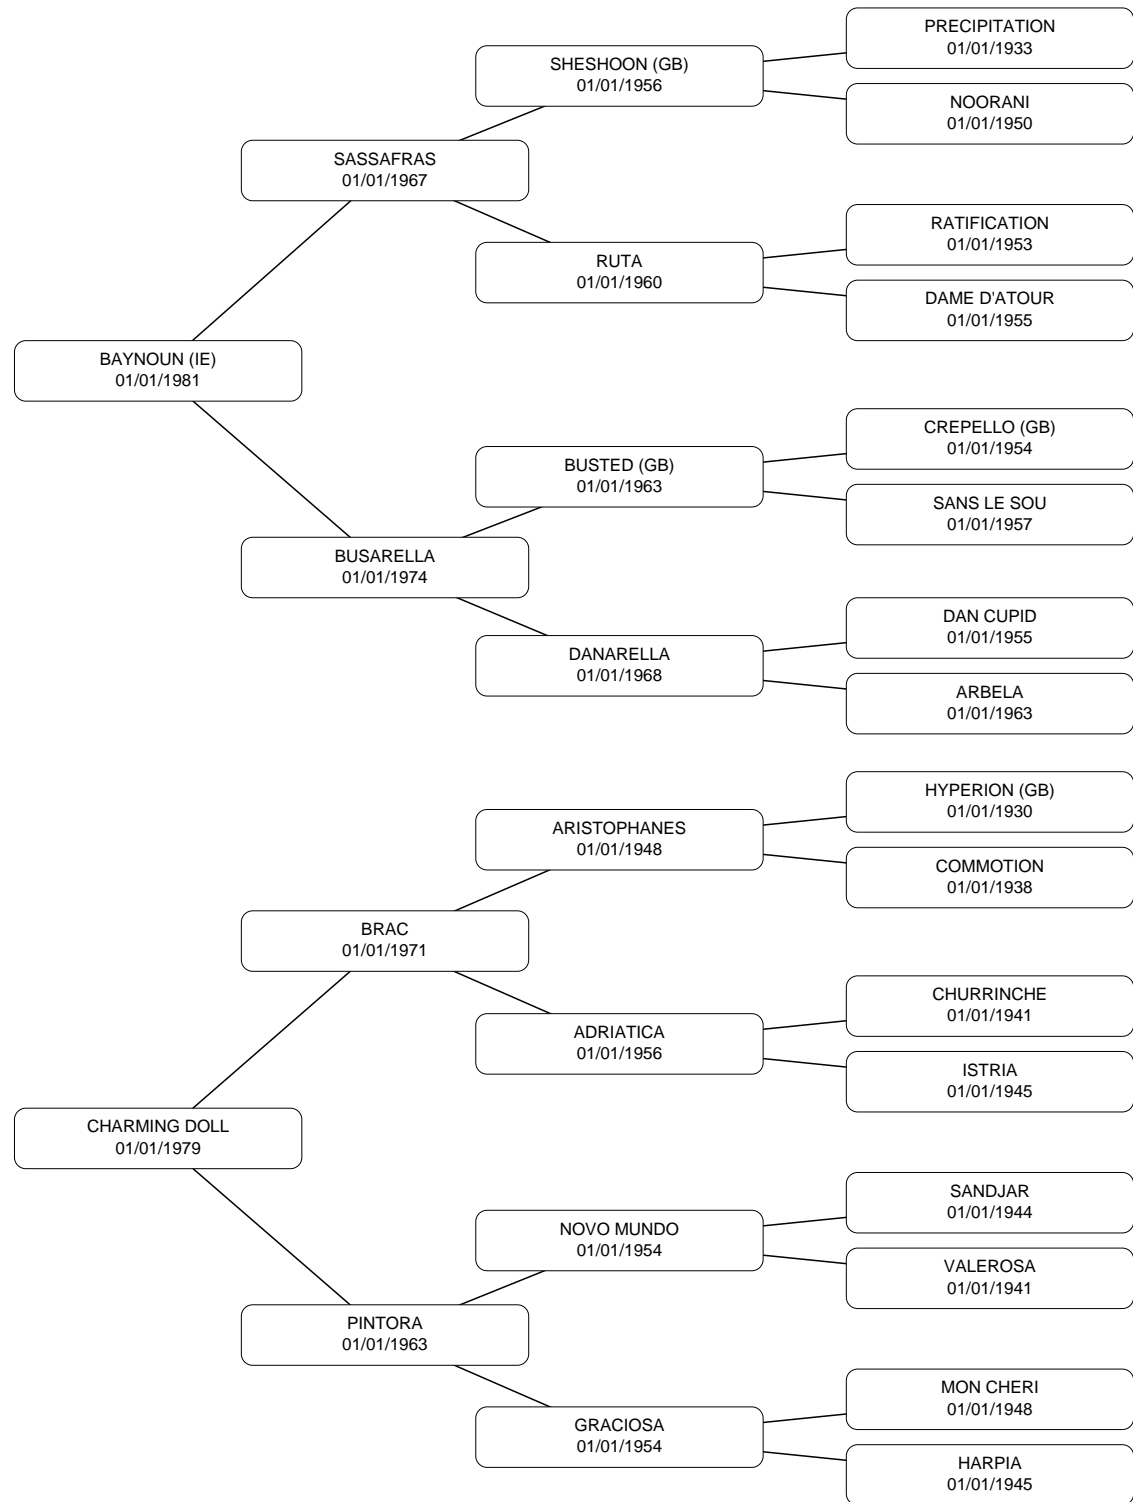 PRECIPITATION
01/01/1933
SHESHOON (GB)
01/01/1956
NOORANI
01/01/1950
SASSAFRAS
01/01/1967
RATIFICATION
01/01/1953
RUTA
01/01/1960
DAME D'ATOUR
01/01/1955
BAYNOUN (IE)
01/01/1981
CREPELLO (GB)
01/01/1954
BUSTED (GB)
01/01/1963
SANS LE SOU
01/01/1957
BUSARELLA
01/01/1974
DAN CUPID
01/01/1955
DANARELLA
01/01/1968
ARBELA
01/01/1963
HYPERION (GB)
01/01/1930
ARISTOPHANES
01/01/1948
COMMOTION
01/01/1938
BRAC
01/01/1971
CHURRINCHE
01/01/1941
ADRIATICA
01/01/1956
ISTRIA
01/01/1945
CHARMING DOLL
01/01/1979
SANDJAR
01/01/1944
NOVO MUNDO
01/01/1954
VALEROSA
01/01/1941
PINTORA
01/01/1963
MON CHERI
01/01/1948
GRACIOSA
01/01/1954
HARPIA
01/01/1945